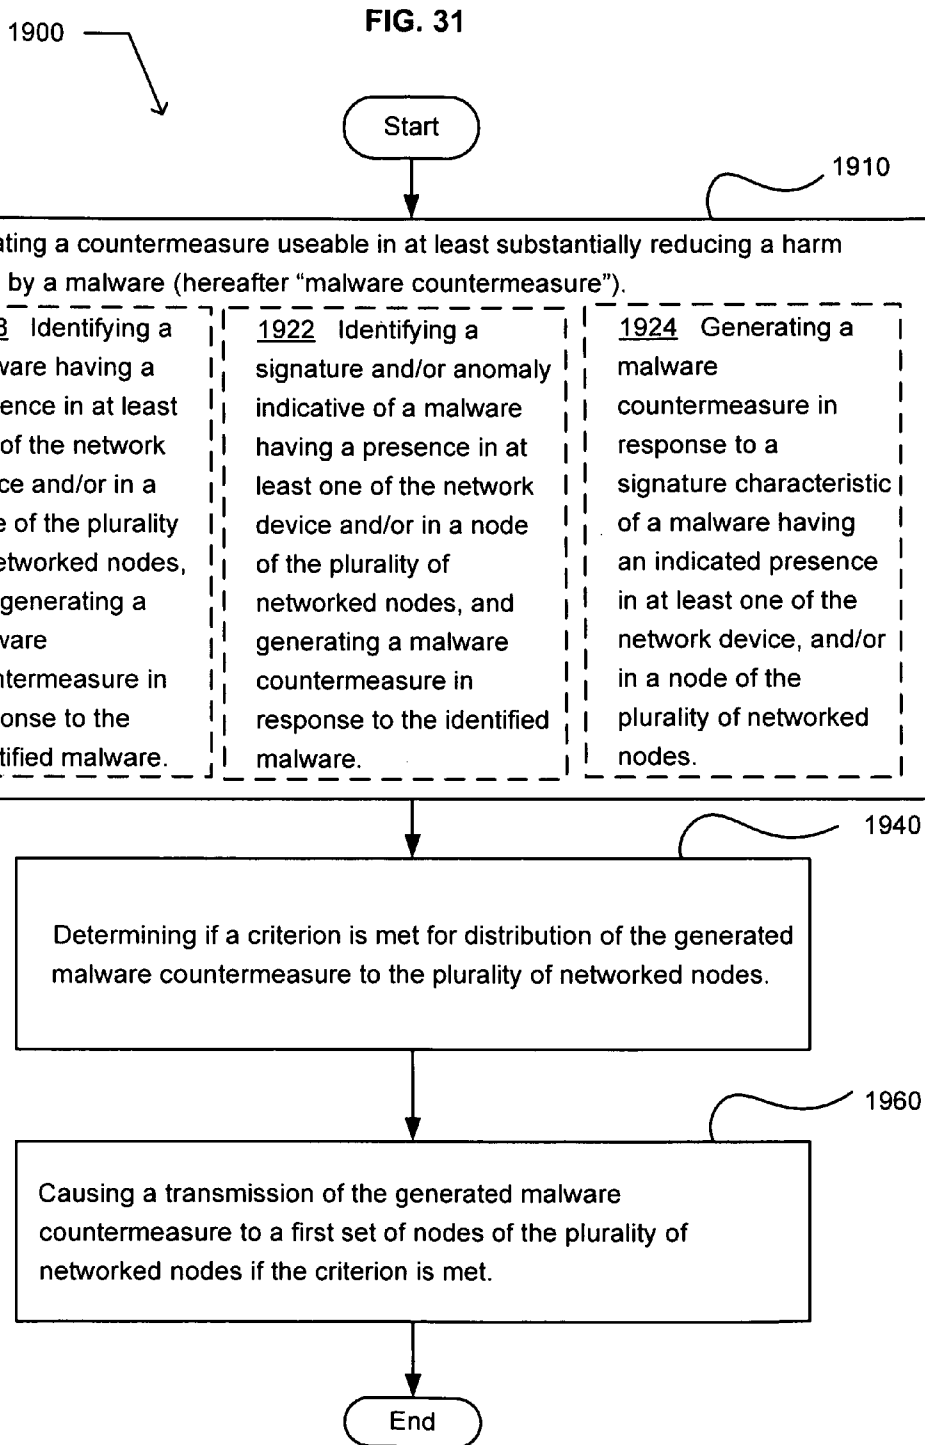 FIG. 31
1900
Start
1910
ating a countermeasure useable in at least substantially reducing a harm
by a malware (hereafter “malware countermeasure”).
Identifying a
ware having a
ence in at least
of the network
ce and/or in a
e of the plurality
etworked nodes,
generating a
ware
ntermeasure in
onse to the
tified malware.
1922 Identifying a
signature and/or anomaly
indicative of a malware
having a presence in at
least one of the network
device and/or in a node
of the plurality of
networked nodes, and
generating a malware
countermeasure in
response to the identified
malware.
1924 Generating a
malware
countermeasure in
response to a
signature characteristic
of a malware having
an indicated presence
in at least one of the
network device, and/or
in a node of the
plurality of networked
nodes.
1940
Determining if a criterion is met for distribution of the generated
malware countermeasure to the plurality of networked nodes.
1960
Causing a transmission of the generated malware
countermeasure to a first set of nodes of the plurality of
networked nodes if the criterion is met.
End